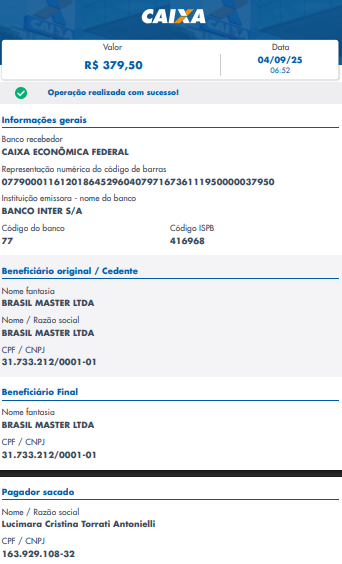 CAIXA
Valor
R$ 379,50
Data
04/09/25
06:52
Operação realizada com sucesso!
Informações gerais
Banco recebedor
CAIXA ECONÔMICA FEDERAL
Representação numérica do código de barras
07790001161201864529604079716736111950000037950
Instituição emissora - nome do banco
BANCO INTER S/A
Código do banco
77
Código ISPB
416968
Beneficiário original / Cedente
Nome fantasia
BRASIL MASTER LTDA
Nome / Razão social
BRASIL MASTER LTDA
CPF / CNPJ
31.733.212/0001-01
Beneficiário Final
Nome fantasia
BRASIL MASTER LTDA
CPF / CNPJ
31.733.212/0001-01
Pagador sacado
Nome / Razão social
Lucimara Cristina Torrati Antonielli
CPF / CNPJ
163.929.108-32